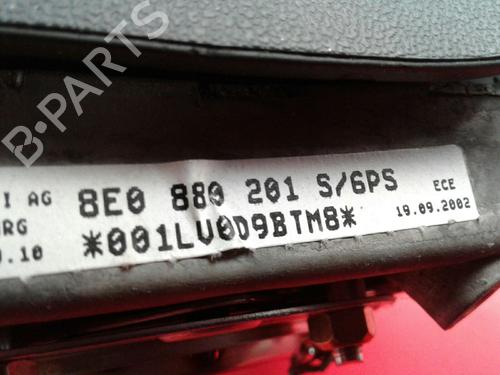 B-PARTS
I AG 8E0 880 201 S/6PS ECE
RG *001LV0D9BTM8* 19.09.2002
.10